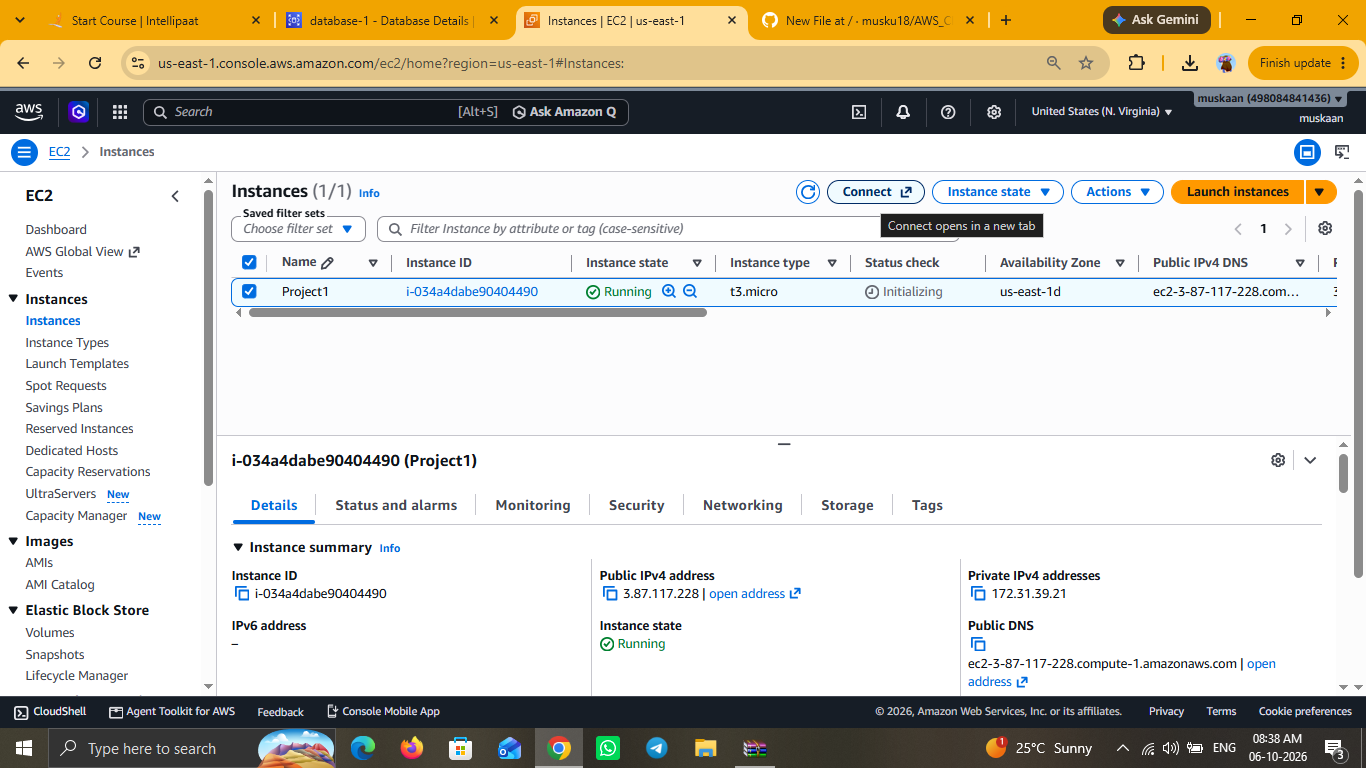 Start Course | Intellipaat
database-1 - Database Details
Instances | EC2 | us-east-1
New File at / · musku18/AWS_C
Ask Gemini
us-east-1.console.aws.amazon.com/ec2/home?region=us-east-1#Instances:
Finish update
aws
Search
[Alt+S]
Ask Amazon Q
United States (N. Virginia)
muskaan (498084841436)
muskaan
EC2
Instances
EC2
Dashboard
AWS Global View
Events
Instances
Instances
Instance Types
Launch Templates
Spot Requests
Savings Plans
Reserved Instances
Dedicated Hosts
Capacity Reservations
UltraServers New
Capacity Manager New
Images
AMIs
AMI Catalog
Elastic Block Store
Volumes
Snapshots
Lifecycle Manager
Instances (1/1) Info
Connect
Instance state
Actions
Launch instances
Saved filter sets
Choose filter set
Filter Instance by attribute or tag (case-sensitive)
Connect opens in a new tab
1
Name Instance ID Instance state Instance type Status check Availability Zone Public IPv4 DNS
Project1 i-034a4dabe90404490 Running t3.micro Initializing us-east-1d ec2-3-87-117-228.com…
i-034a4dabe90404490 (Project1)
Details Status and alarms Monitoring Security Networking Storage Tags
Instance summary Info
Instance ID
i-034a4dabe90404490
IPv6 address
–
Public IPv4 address
3.87.117.228 | open address
Instance state
Running
Private IPv4 addresses
172.31.39.21
Public DNS
ec2-3-87-117-228.compute-1.amazonaws.com | open
address
CloudShell Agent Toolkit for AWS Feedback Console Mobile App
© 2026, Amazon Web Services, Inc. or its affiliates. Privacy Terms Cookie preferences
Type here to search
1
25°C Sunny
ENG
08:38 AM
06-10-2026
3